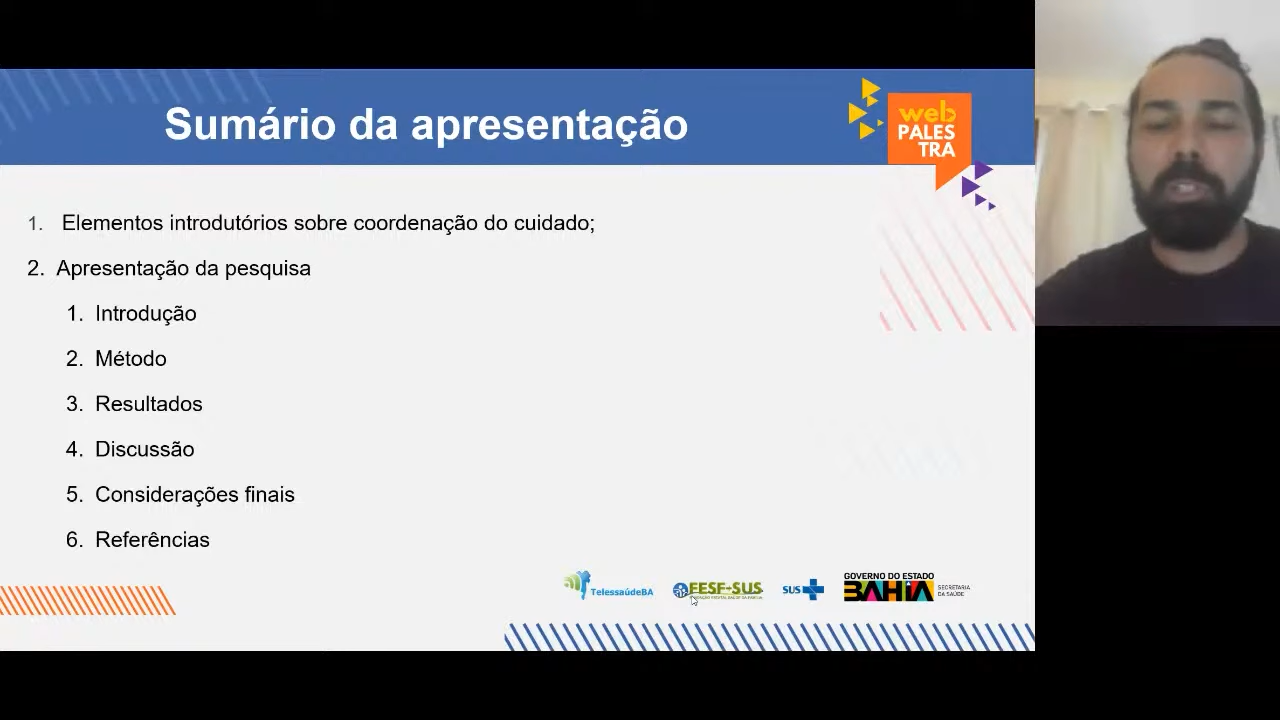 Sumário da apresentação
web
PALES
TRA
1. Elementos introdutórios sobre coordenação do cuidado;
2. Apresentação da pesquisa
1. Introdução
2. Método
3. Resultados
4. Discussão
5. Considerações finais
6. Referências
TelessaúdeBA
FESF-SUS
SUS
GOVERNO DO ESTADO
BAHIA
SECRETARIA
DA SAÚDE